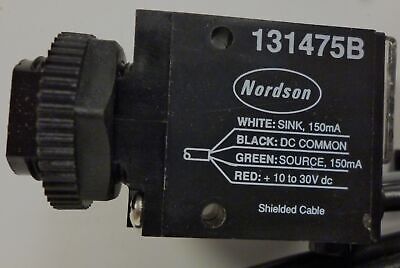 131475B
Nordson
WHITE: SINK, 150mA
BLACK: DC COMMON
GREEN: SOURCE, 150mA
RED: + 10 to 30V dc
Shielded Cable